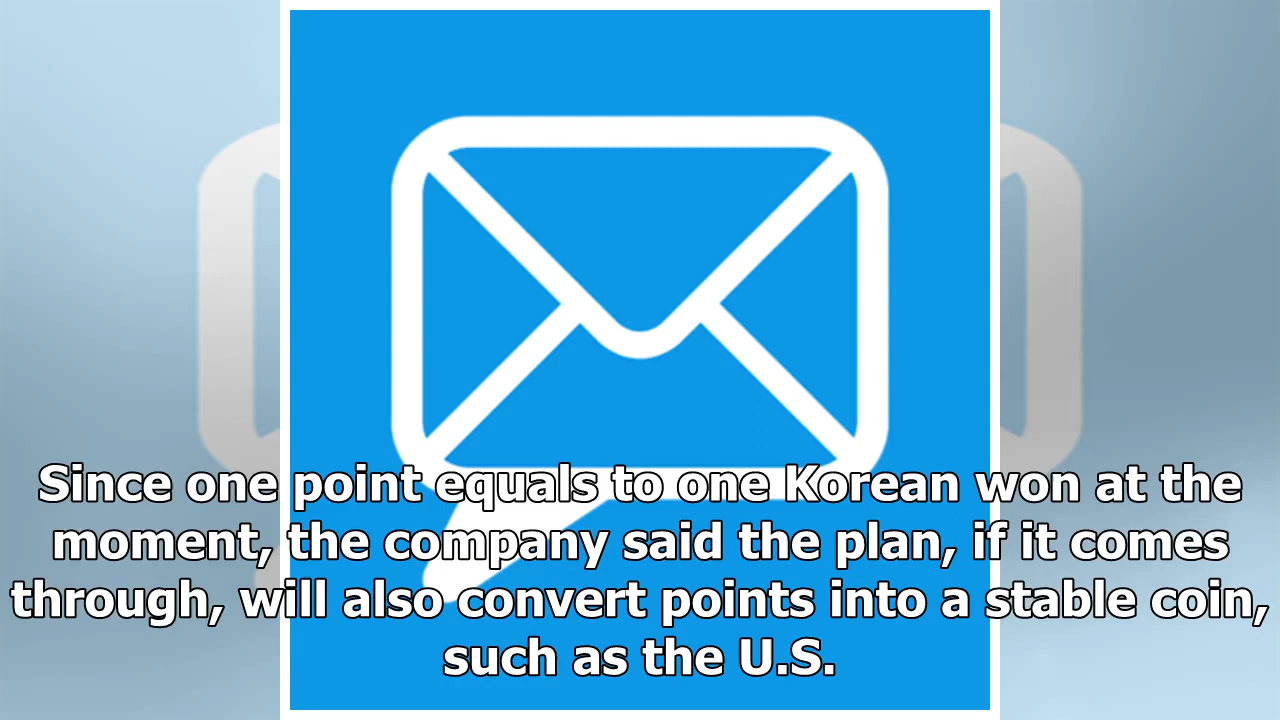 Since one point equals to one Korean won at the
moment, the company said the plan, if it comes
through, will also convert points into a stable coin,
such as the U.S.